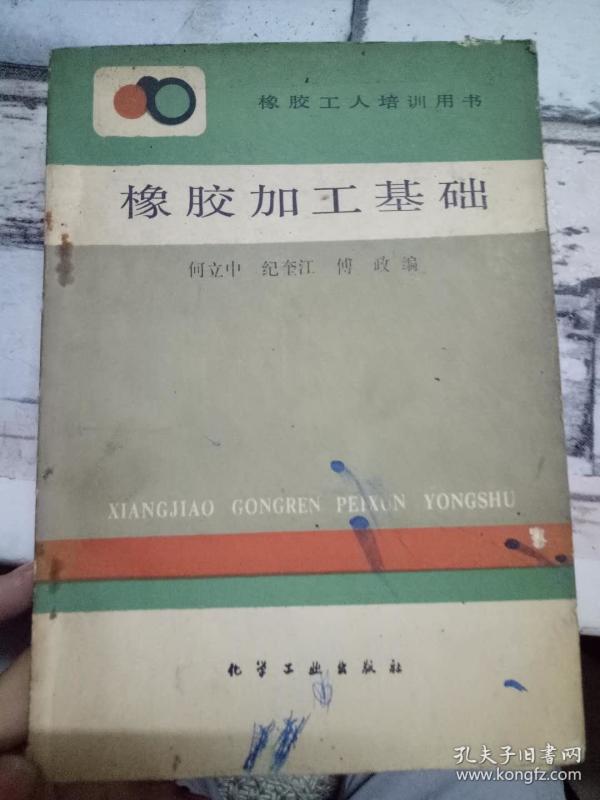 橡胶工人培训用书
橡胶加工基础
何立中 纪奎江 傅政编
XIANGJIAO GONGREN PEIXUN YONGSHU
化学工业出版社
孔夫子旧书网
www.kongfz.com